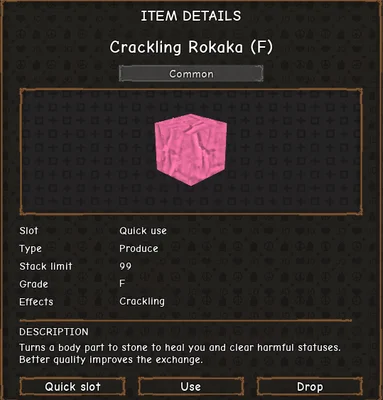 ITEM DETAILS
Crackling Rokaka (F)
Common
Slot Quick use
Type Produce
Stack limit 99
Grade F
Effects Crackling
DESCRIPTION
Turns a body part to stone to heal you and clear harmful statuses.
Better quality improves the exchange.
Quick slot Use Drop